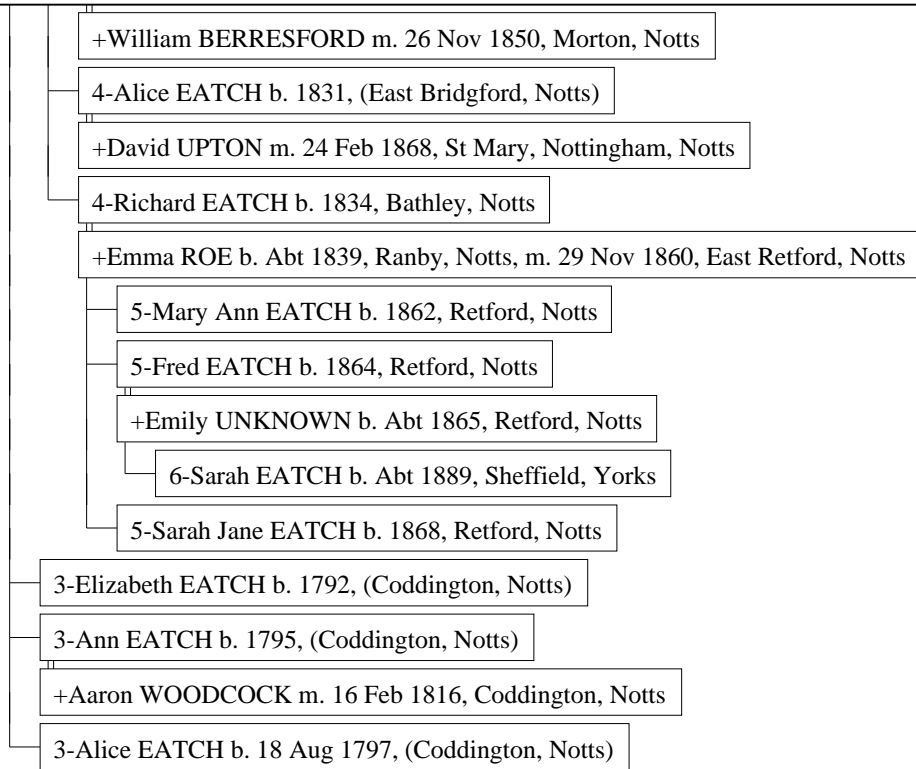 +William BERRESFORD m. 26 Nov 1850, Morton, Notts
4-Alice EATCH b. 1831, (East Bridgford, Notts)
+David UPTON m. 24 Feb 1868, St Mary, Nottingham, Notts
4-Richard EATCH b. 1834, Bathley, Notts
+Emma ROE b. Abt 1839, Ranby, Notts, m. 29 Nov 1860, East Retford, Notts
5-Mary Ann EATCH b. 1862, Retford, Notts
5-Fred EATCH b. 1864, Retford, Notts
+Emily UNKNOWN b. Abt 1865, Retford, Notts
6-Sarah EATCH b. Abt 1889, Sheffield, Yorks
5-Sarah Jane EATCH b. 1868, Retford, Notts
3-Elizabeth EATCH b. 1792, (Coddington, Notts)
3-Ann EATCH b. 1795, (Coddington, Notts)
+Aaron WOODCOCK m. 16 Feb 1816, Coddington, Notts
3-Alice EATCH b. 18 Aug 1797, (Coddington, Notts)